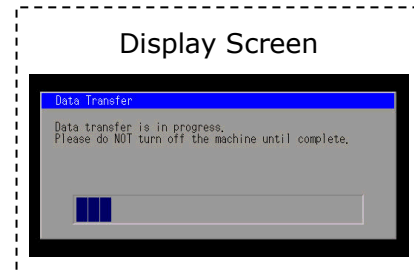 Display Screen
Data Transfer
Data transfer is in progress.
Please do NOT turn off the machine until complete.